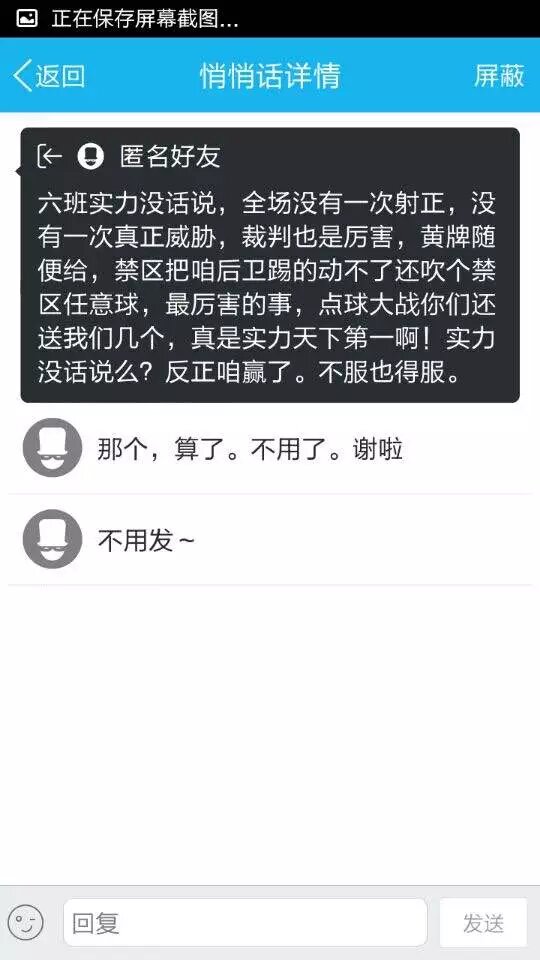 正在保存屏幕截图...
返回
悄悄话详情
屏蔽
匿名好友
六班实力没话说，全场没有一次射正，没
有一次真正威胁，裁判也是厉害，黄牌随
便给，禁区把咱后卫踢的动不了还吹个禁
区任意球，最厉害的事，点球大战你们还
送我们几个，真是实力天下第一啊！实力
没话说么？反正咱赢了。不服也得服。
那个，算了。不用了。谢啦
不用发～
回复
发送